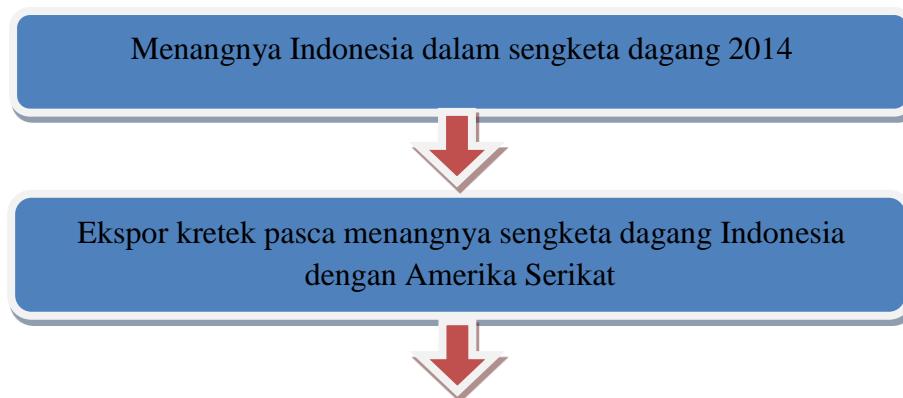 Menangnya Indonesia dalam sengketa dagang 2014
Ekspor kretek pasca menangnya sengketa dagang Indonesia
dengan Amerika Serikat